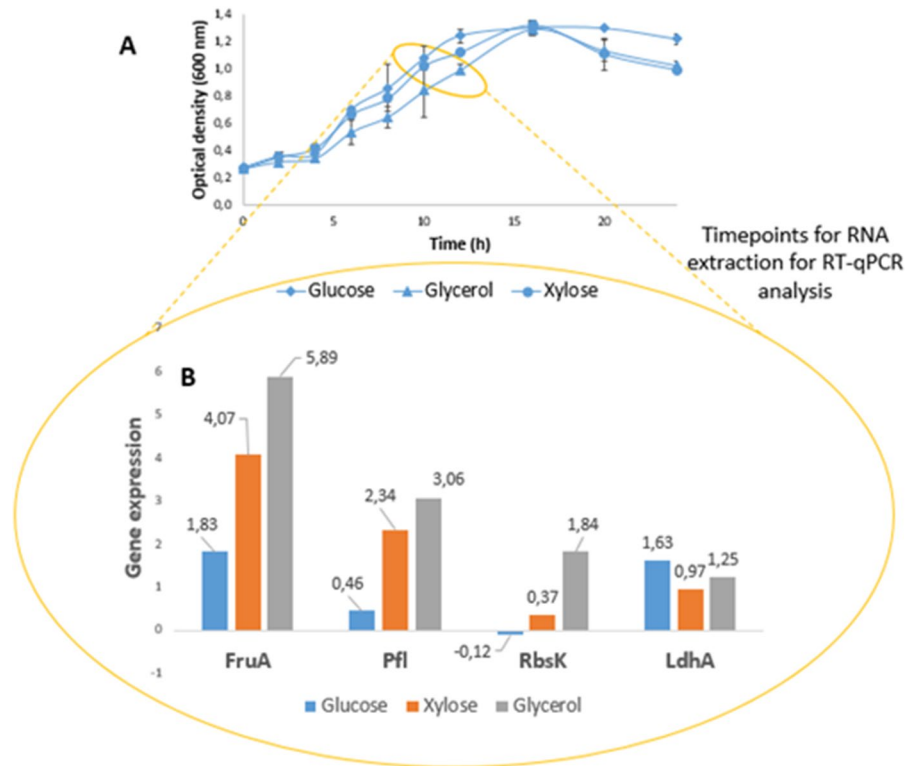 A
Optical density (600 nm)
1,4
1,2
1,0
0,8
0,6
0,4
0,2
0,0
0 5 10 15 20
Time (h)
Glucose Glycerol Xylose
Timepoints for RNA
extraction for RT-qPCR
analysis
B
Gene expression
7
6
5
4
3
2
1
0
-1
1,83 4,07 5,89
0,46 2,34 3,06
-0,12 0,37 1,84
1,63 0,97 1,25
FruA Pfl RbsK LdhA
Glucose Xylose Glycerol